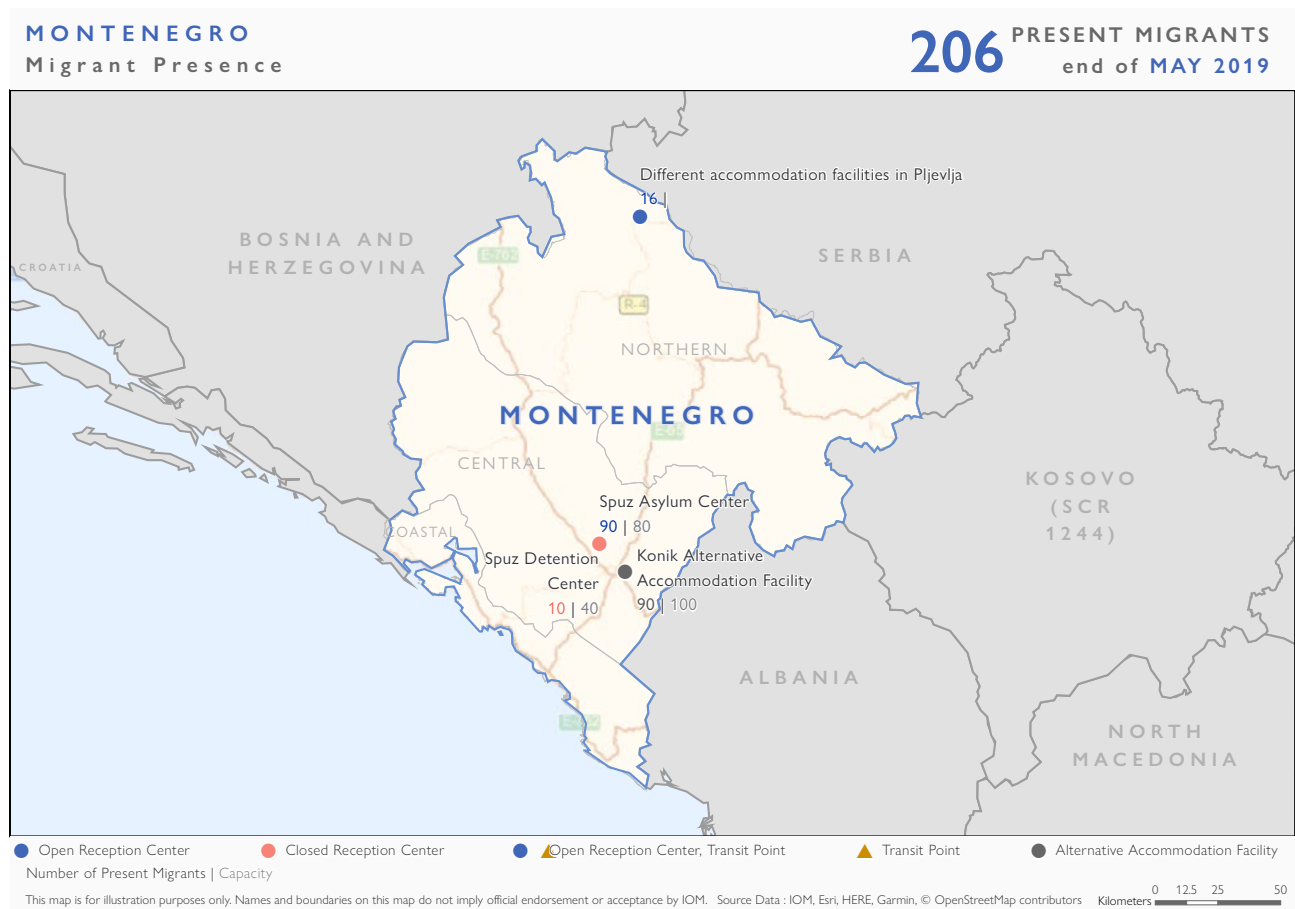 MONTENEGRO
Migrant Presence
206 PRESENT MIGRANTS
end of MAY 2019
Different accommodation facilities in Pljevlja
16 |
BOSNIA AND
HERZEGOVINA
CROATIA
SERBIA
E-762
R-4
NORTHERN
MONTENEGRO
E-65
CENTRAL
KOSOVO
(SCR
1244)
Spuz Asylum Center
90 | 80
COASTAL
Spuz Detention
Center
10 | 40
Konik Alternative
Accommodation Facility
90 | 100
ALBANIA
NORTH
MACEDONIA
Open Reception Center
Closed Reception Center
Open Reception Center, Transit Point
Transit Point
Alternative Accommodation Facility
Number of Present Migrants | Capacity
This map is for illustration purposes only. Names and boundaries on this map do not imply official endorsement or acceptance by IOM. Source Data : IOM, Esri, HERE, Garmin, © OpenStreetMap contributors
Kilometers
0 12.5 25 50